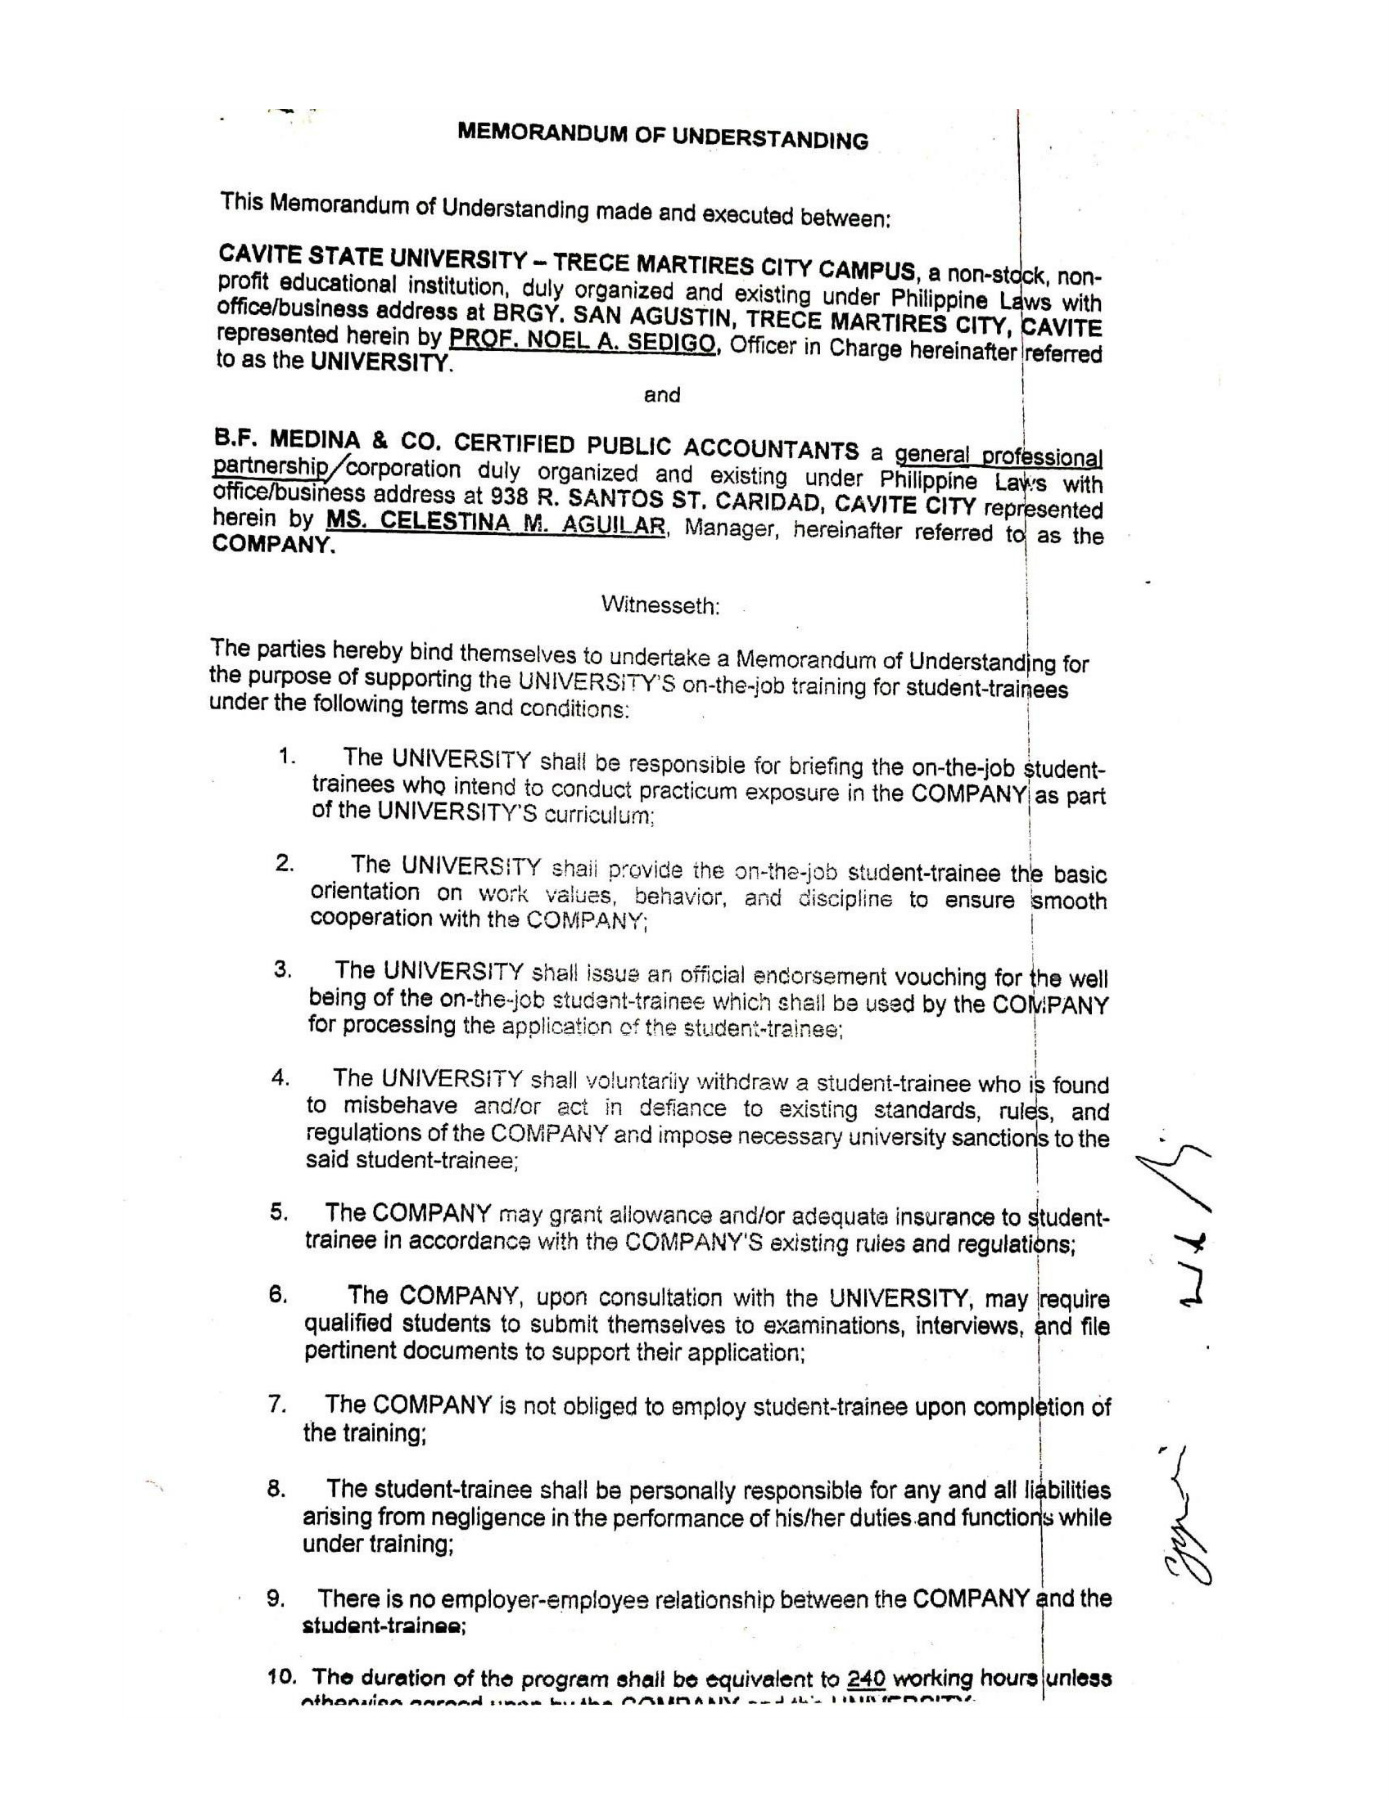 MEMORANDUM OF UNDERSTANDING
This Memorandum of Understanding made and executed between:
CAVITE STATE UNIVERSITY – TRECE MARTIRES CITY CAMPUS, a non-stock, non-
profit educational institution, duly organized and existing under Philippine Laws with
office/business address at BRGY. SAN AGUSTIN, TRECE MARTIRES CITY, CAVITE
represented herein by PROF. NOEL A. SEDIGO, Officer in Charge hereinafter referred
to as the UNIVERSITY.
and
B.F. MEDINA & CO. CERTIFIED PUBLIC ACCOUNTANTS a general professional
partnership/corporation duly organized and existing under Philippine Laws with
office/business address at 938 R. SANTOS ST. CARIDAD, CAVITE CITY represented
herein by MS. CELESTINA M. AGUILAR, Manager, hereinafter referred to as the
COMPANY.
Witnesseth:
The parties hereby bind themselves to undertake a Memorandum of Understanding for
the purpose of supporting the UNIVERSITY'S on-the-job training for student-trainees
under the following terms and conditions:
1. The UNIVERSITY shall be responsible for briefing the on-the-job student-
trainees who intend to conduct practicum exposure in the COMPANY as part
of the UNIVERSITY'S curriculum;
2. The UNIVERSITY shall provide the on-the-job student-trainee the basic
orientation on work values, behavior, and discipline to ensure smooth
cooperation with the COMPANY;
3. The UNIVERSITY shall issue an official endorsement vouching for the well
being of the on-the-job student-trainee which shall be used by the COMPANY
for processing the application of the student-trainee;
4. The UNIVERSITY shall voluntarily withdraw a student-trainee who is found
to misbehave and/or act in defiance to existing standards, rules, and
regulations of the COMPANY and impose necessary university sanctions to the
said student-trainee;
5. The COMPANY may grant allowance and/or adequate insurance to student-
trainee in accordance with the COMPANY'S existing rules and regulations;
6. The COMPANY, upon consultation with the UNIVERSITY, may require
qualified students to submit themselves to examinations, interviews, and file
pertinent documents to support their application;
7. The COMPANY is not obliged to employ student-trainee upon completion of
the training;
8. The student-trainee shall be personally responsible for any and all liabilities
arising from negligence in the performance of his/her duties and functions while
under training;
9. There is no employer-employee relationship between the COMPANY and the
student-trainee;
10. The duration of the program shall be equivalent to 240 working hours unless
otherwise agreed upon by the COMPANY and the UNIVERSITY;